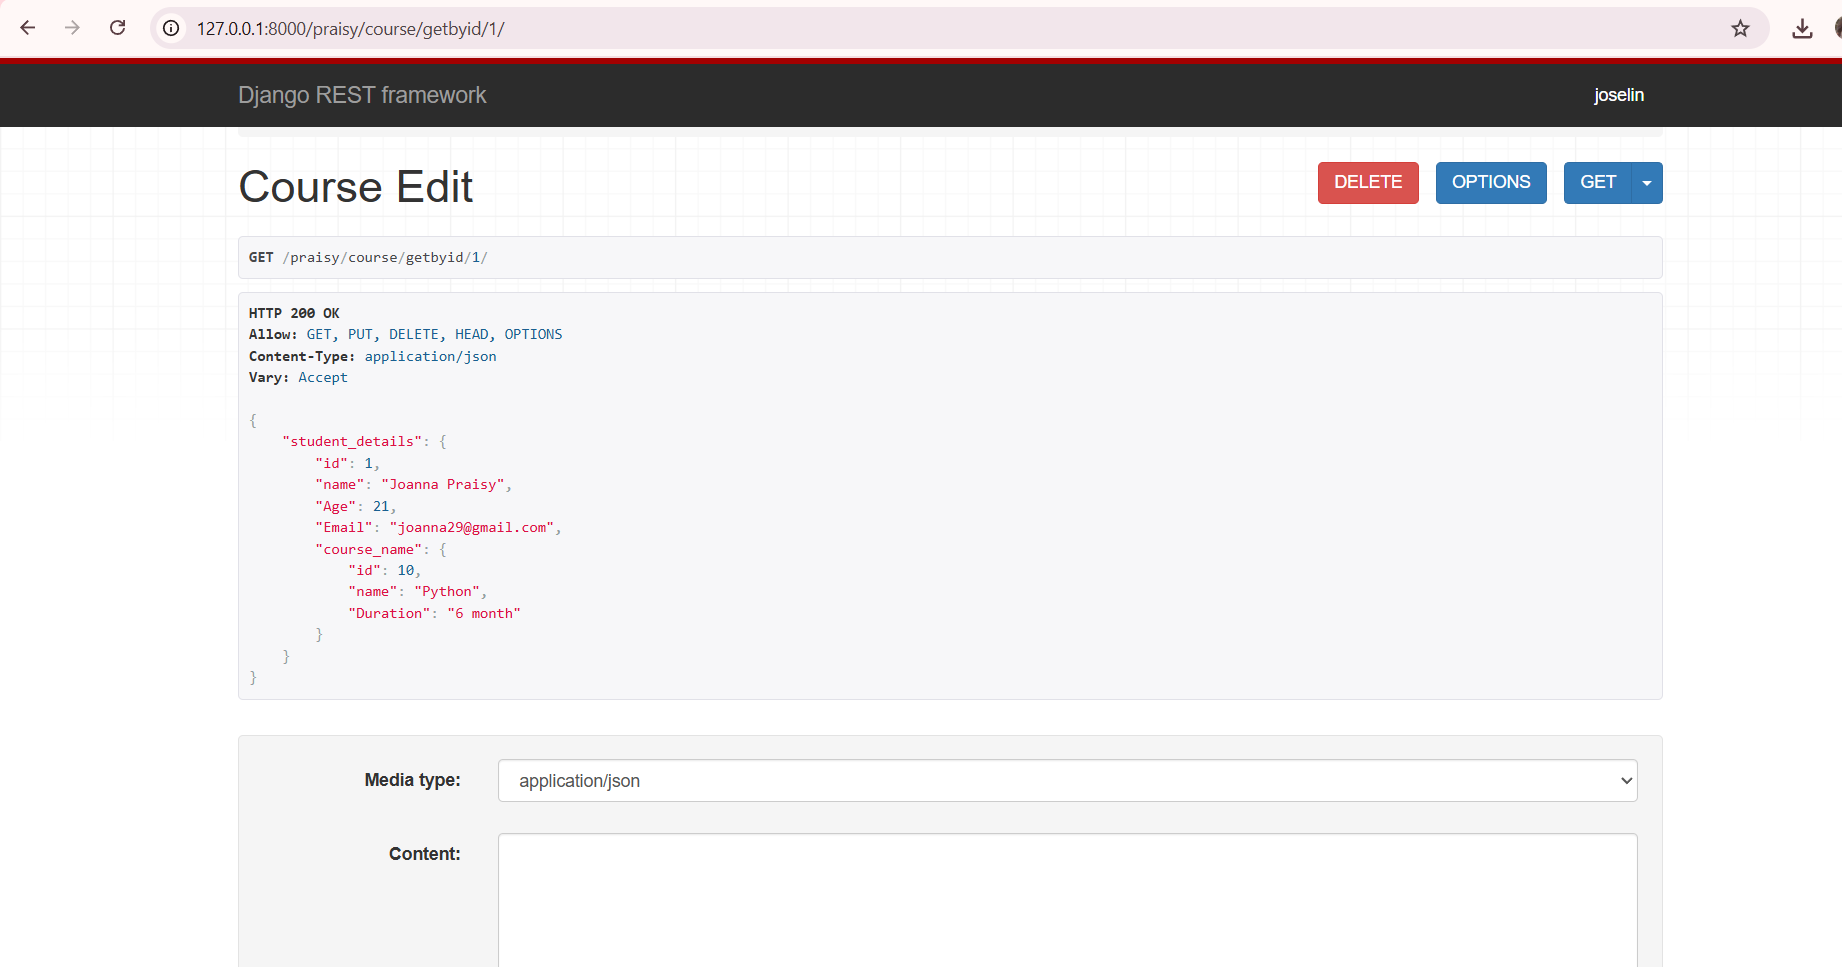 127.0.0.1:8000/praisy/course/getbyid/1/
Django REST framework
joselin
Course Edit
DELETE
OPTIONS
GET
GET /praisy/course/getbyid/1/
HTTP 200 OK
Allow: GET, PUT, DELETE, HEAD, OPTIONS
Content-Type: application/json
Vary: Accept
{
    "student_details": {
        "id": 1,
        "name": "Joanna Praisy",
        "Age": 21,
        "Email": "joanna29@gmail.com",
        "course_name": {
            "id": 10,
            "name": "Python",
            "Duration": "6 month"
        }
    }
}
Media type:
application/json
Content: